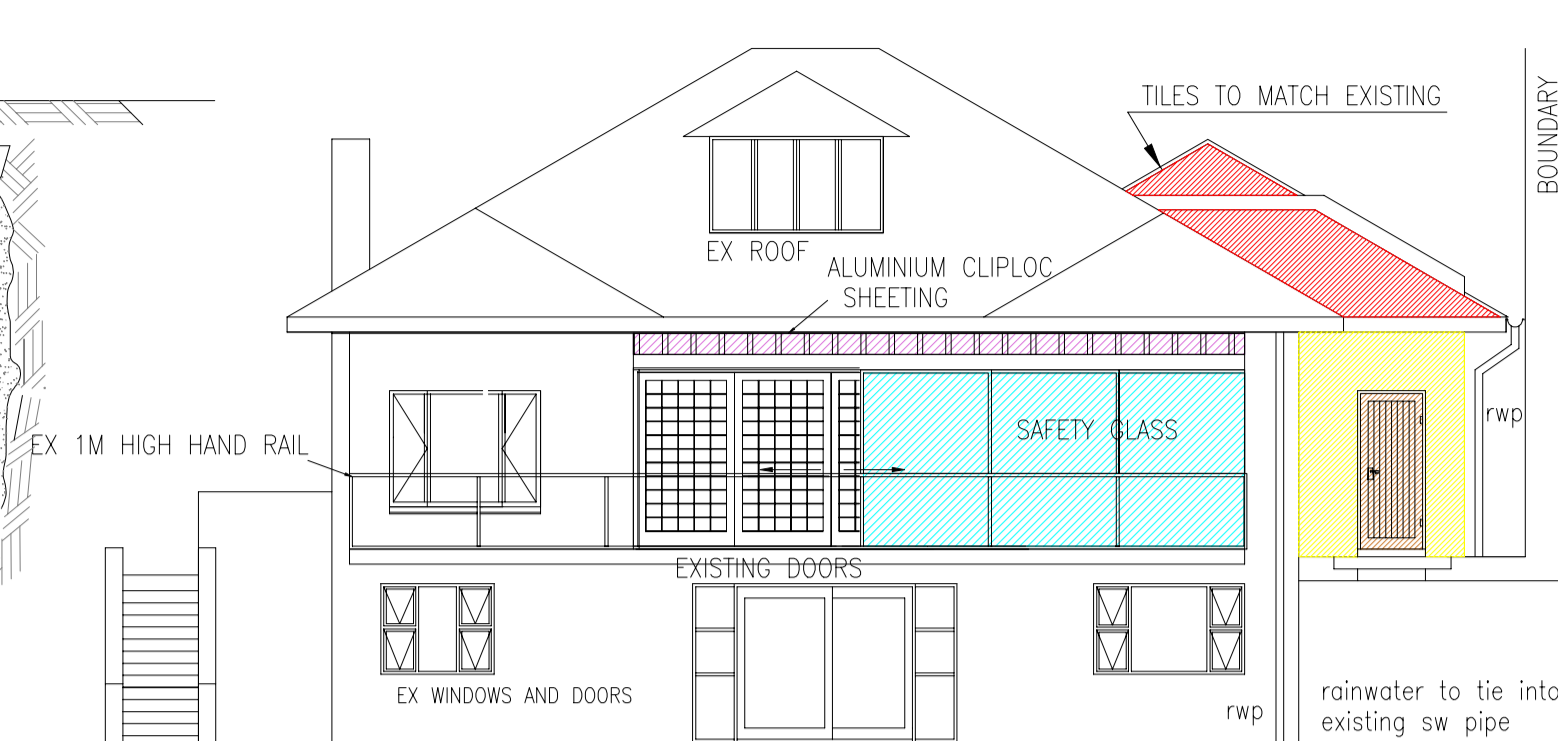 TILES TO MATCH EXISTING
BOUNDARY
EX ROOF
ALUMINIUM CLIPLOC
SHEETING
EX 1M HIGH HAND RAIL
SAFETY GLASS
rwp
EXISTING DOORS
EX WINDOWS AND DOORS
rwp
rainwater to tie into
existing sw pipe